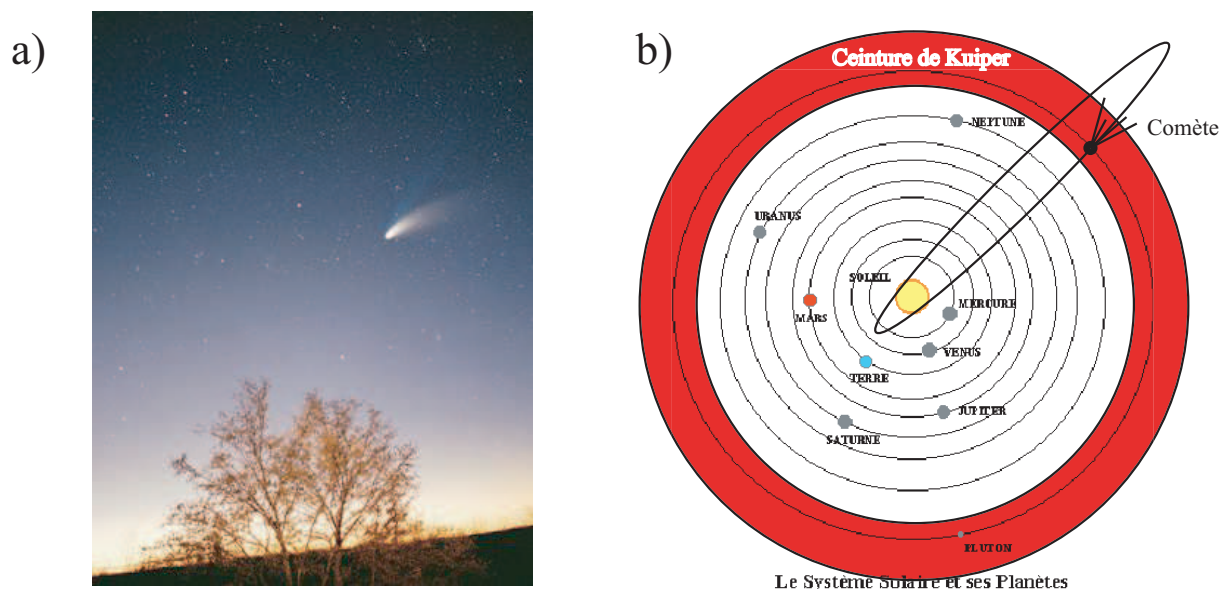 a)
b)
Ceinture de Kuiper
Comète
NEPTUNE
URANUS
SOLEIL
MERCURE
MARS
VENUS
TERRE
JUPITER
SATURNE
PLUTON
Le Système Solaire et ses Planètes